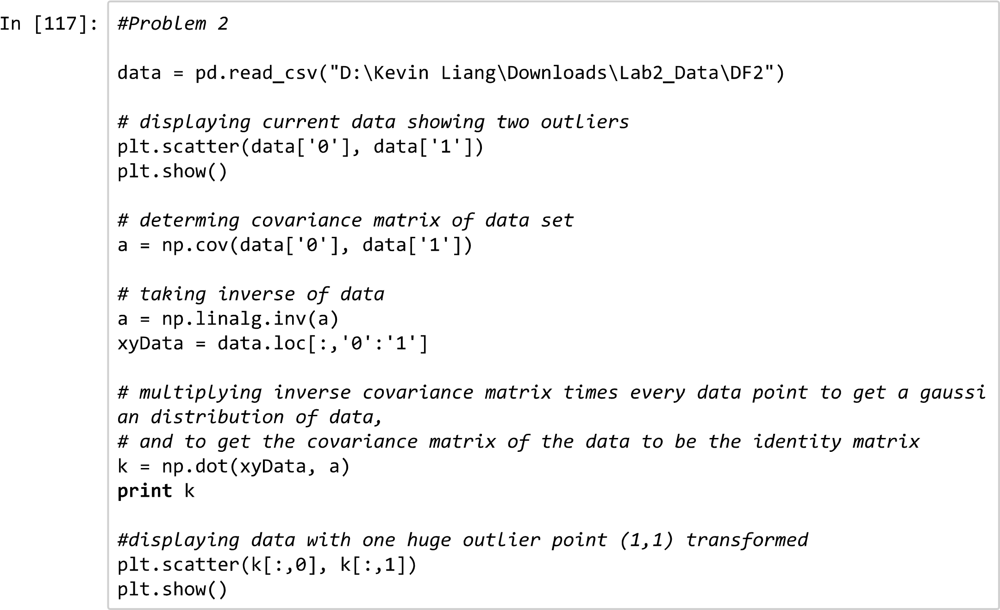 In [117]: #Problem 2
data = pd.read_csv("D:\Kevin Liang\Downloads\Lab2_Data\DF2")
# displaying current data showing two outliers
plt.scatter(data['0'], data['1'])
plt.show()
# determing covariance matrix of data set
a = np.cov(data['0'], data['1'])
# taking inverse of data
a = np.linalg.inv(a)
xyData = data.loc[:,'0':'1']
# multiplying inverse covariance matrix times every data point to get a gaussi
an distribution of data,
# and to get the covariance matrix of the data to be the identity matrix
k = np.dot(xyData, a)
print k
#displaying data with one huge outlier point (1,1) transformed
plt.scatter(k[:,0], k[:,1])
plt.show()